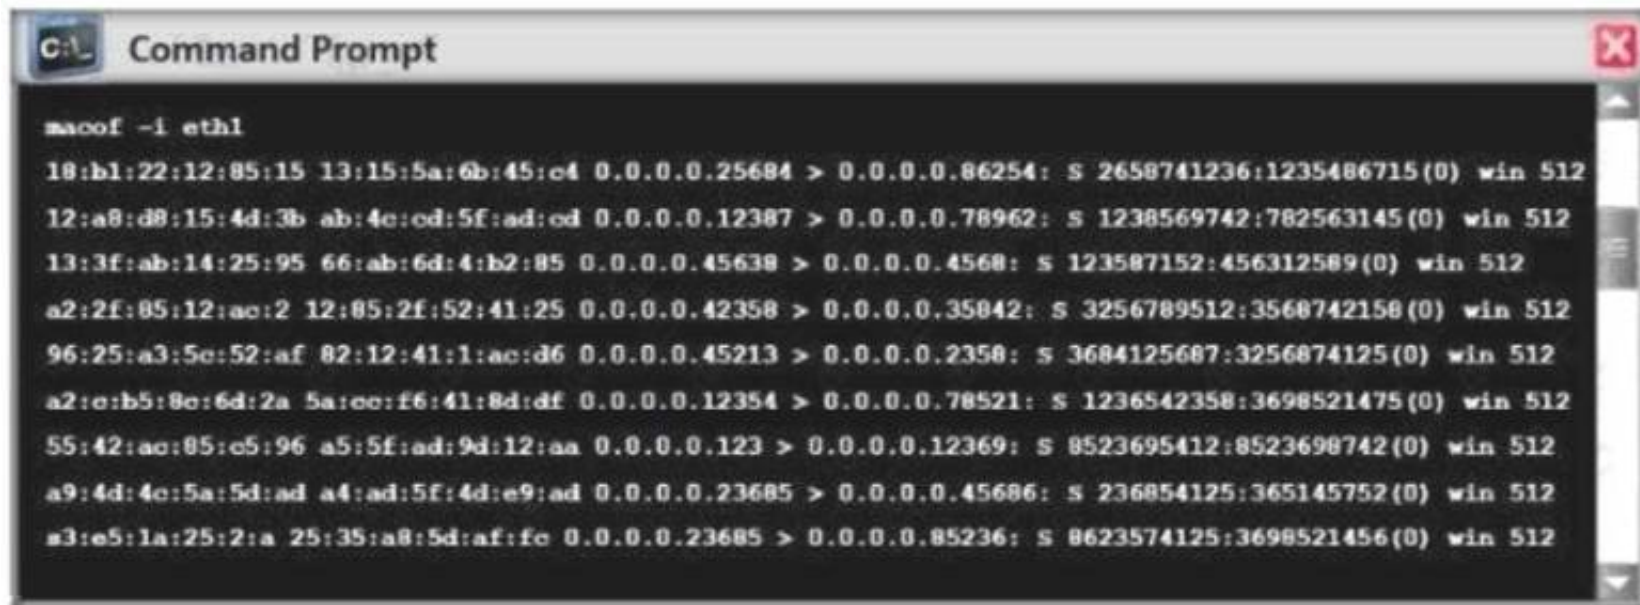 C:\_ Command Prompt
macof -i eth1
18:b1:22:12:85:15 13:15:5a:6b:45:c4 0.0.0.0.25684 > 0.0.0.0.86254: S 2658741236:1235486715(0) win 512
12:a8:d8:15:4d:3b ab:4c:cd:5f:ad:cd 0.0.0.0.12387 > 0.0.0.0.78962: S 1238569742:782563145(0) win 512
13:3f:ab:14:25:95 66:ab:6d:4:b2:85 0.0.0.0.45638 > 0.0.0.0.4568: S 123587152:456312589(0) win 512
a2:2f:85:12:ac:2 12:85:2f:52:41:25 0.0.0.0.42358 > 0.0.0.0.35842: S 3256789512:3568742158(0) win 512
96:25:a3:5c:52:af 82:12:41:1:ac:d6 0.0.0.0.45213 > 0.0.0.0.2358: S 3684125687:3256874125(0) win 512
a2:c:b5:8c:6d:2a 5a:cc:f6:41:8d:df 0.0.0.0.12354 > 0.0.0.0.78521: S 1236542358:3698521475(0) win 512
55:42:ac:85:c5:96 a5:5f:ad:9d:12:aa 0.0.0.0.123 > 0.0.0.0.12369: S 8523695412:8523698742(0) win 512
a9:4d:4c:5a:5d:ad a4:ad:5f:4d:e9:ad 0.0.0.0.23685 > 0.0.0.0.45686: S 236854125:365145752(0) win 512
s3:e5:1a:25:2:a 25:35:a8:5d:af:fc 0.0.0.0.23685 > 0.0.0.0.85236: S 8623574125:3698521456(0) win 512